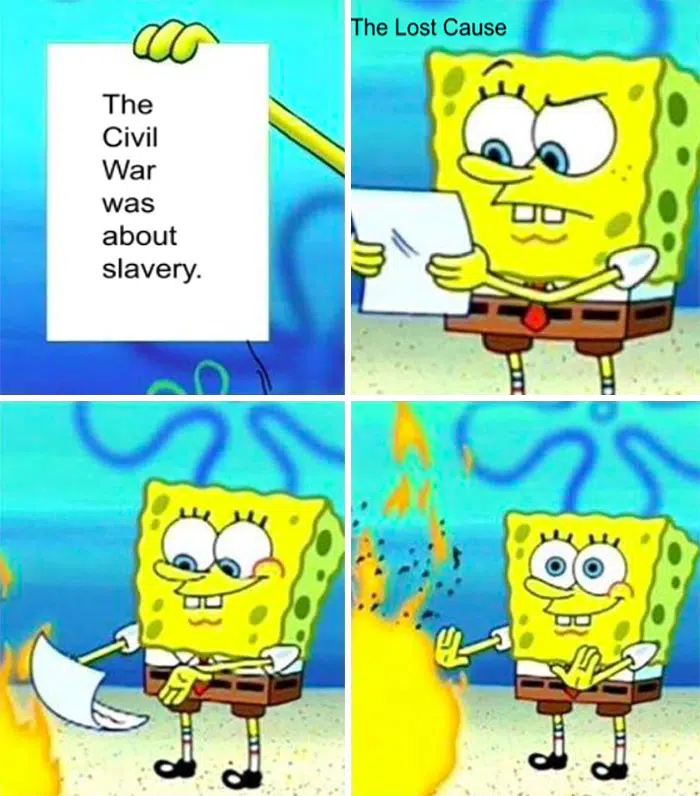 The
Civil
War
was
about
slavery.
The Lost Cause